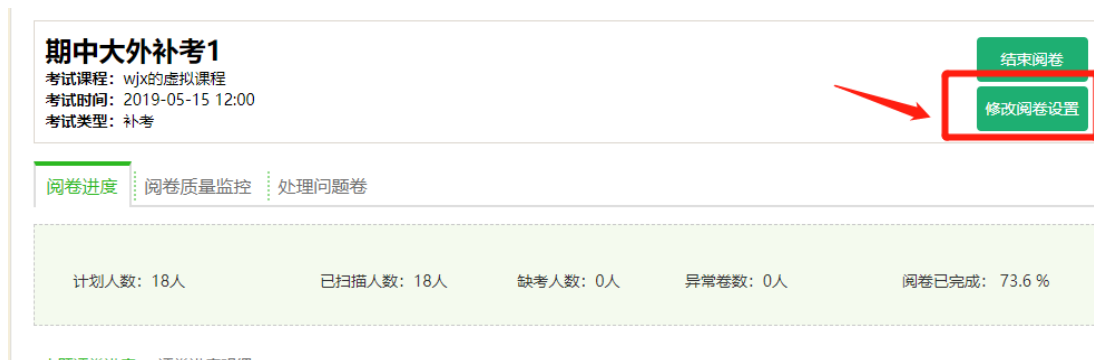 期中大外补考1
考试课程：wjx的虚拟课程
考试时间：2019-05-15 12:00
考试类型：补考
结束阅卷
修改阅卷设置
阅卷进度 阅卷质量监控 处理问题卷
计划人数：18人 已扫描人数：18人 缺考人数：0人 异常卷数：0人 阅卷已完成： 73.6 %